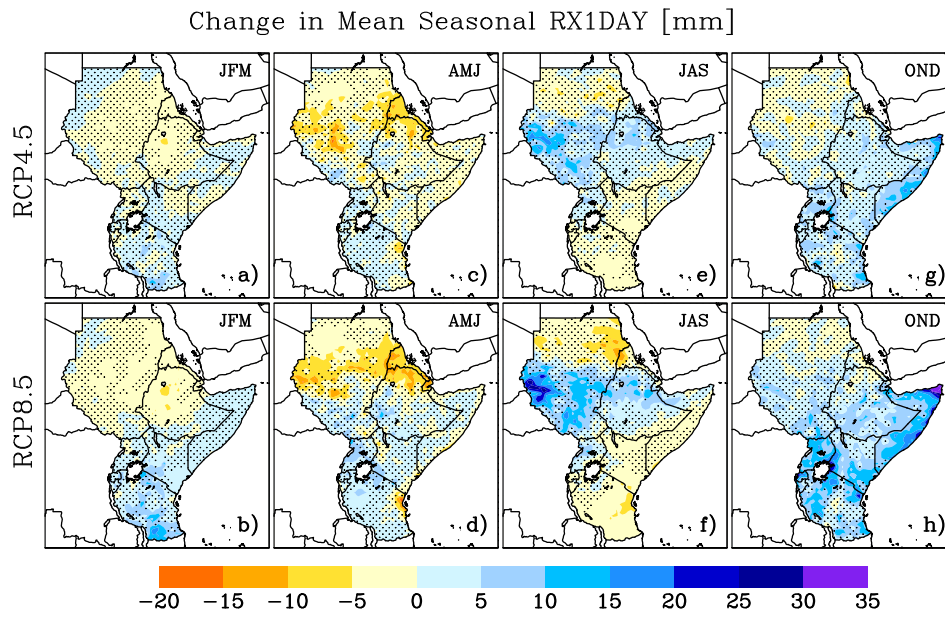 Change in Mean Seasonal RX1DAY [mm]
JFM AMJ JAS OND
RCP4.5
a) c) e) g)
JFM AMJ JAS OND
RCP8.5
b) d) f) h)
−20 −15 −10 −5 0 5 10 15 20 25 30 35